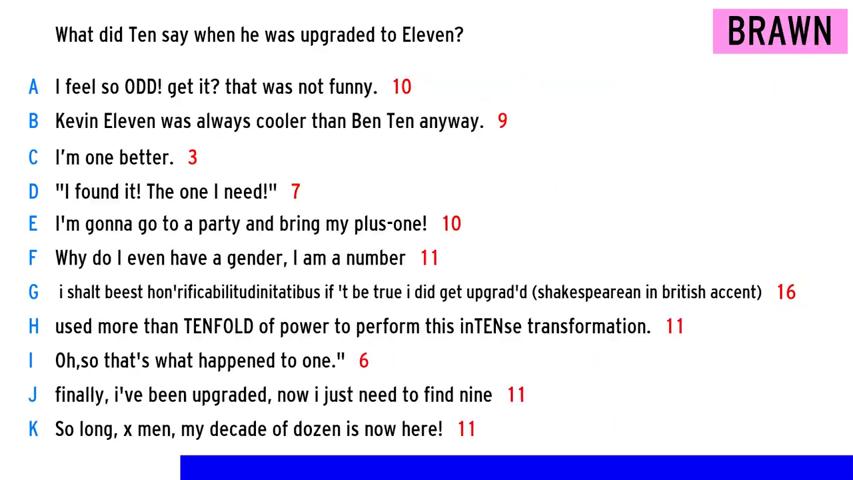 What did Ten say when he was upgraded to Eleven?
BRAWN
A I feel so ODD! get it? that was not funny. 10
B Kevin Eleven was always cooler than Ben Ten anyway. 9
C I'm one better. 3
D "I found it! The one I need!" 7
E I'm gonna go to a party and bring my plus-one! 10
F Why do I even have a gender, I am a number 11
G i shalt beest hon'rificabilitudinitatibus if 't be true i did get upgrad'd (shakespearean in british accent) 16
H used more than TENFOLD of power to perform this inTENse transformation. 11
I Oh,so that's what happened to one." 6
J finally, i've been upgraded, now i just need to find nine 11
K So long, x men, my decade of dozen is now here! 11